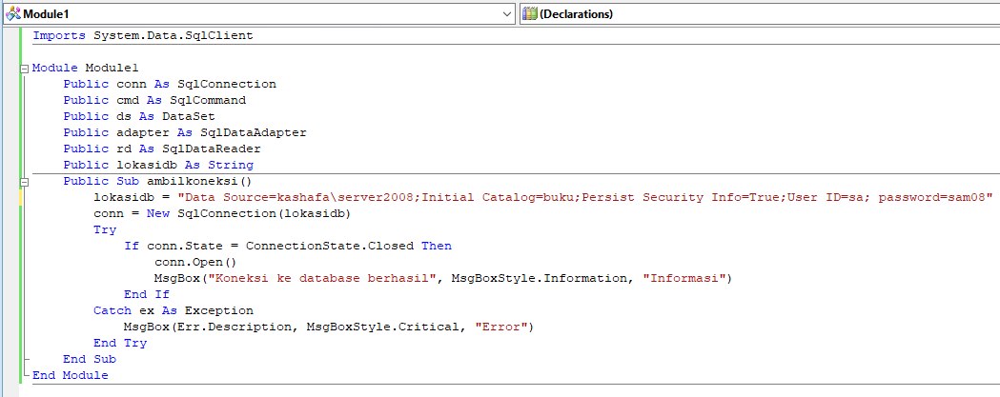 Module1 (Declarations)
Imports System.Data.SqlClient
Module Module1
Public conn As SqlConnection
Public cmd As SqlCommand
Public ds As DataSet
Public adapter As SqlDataAdapter
Public rd As SqlDataReader
Public lokasidb As String
Public Sub ambilkoneksi()
lokasidb = "Data Source=kashafa\server2008;Initial Catalog=buku;Persist Security Info=True;User ID=sa; password=sam08"
conn = New SqlConnection(lokasidb)
Try
If conn.State = ConnectionState.Closed Then
conn.Open()
MsgBox("Koneksi ke database berhasil", MsgBoxStyle.Information, "Informasi")
End If
Catch ex As Exception
MsgBox(Err.Description, MsgBoxStyle.Critical, "Error")
End Try
End Sub
End Module